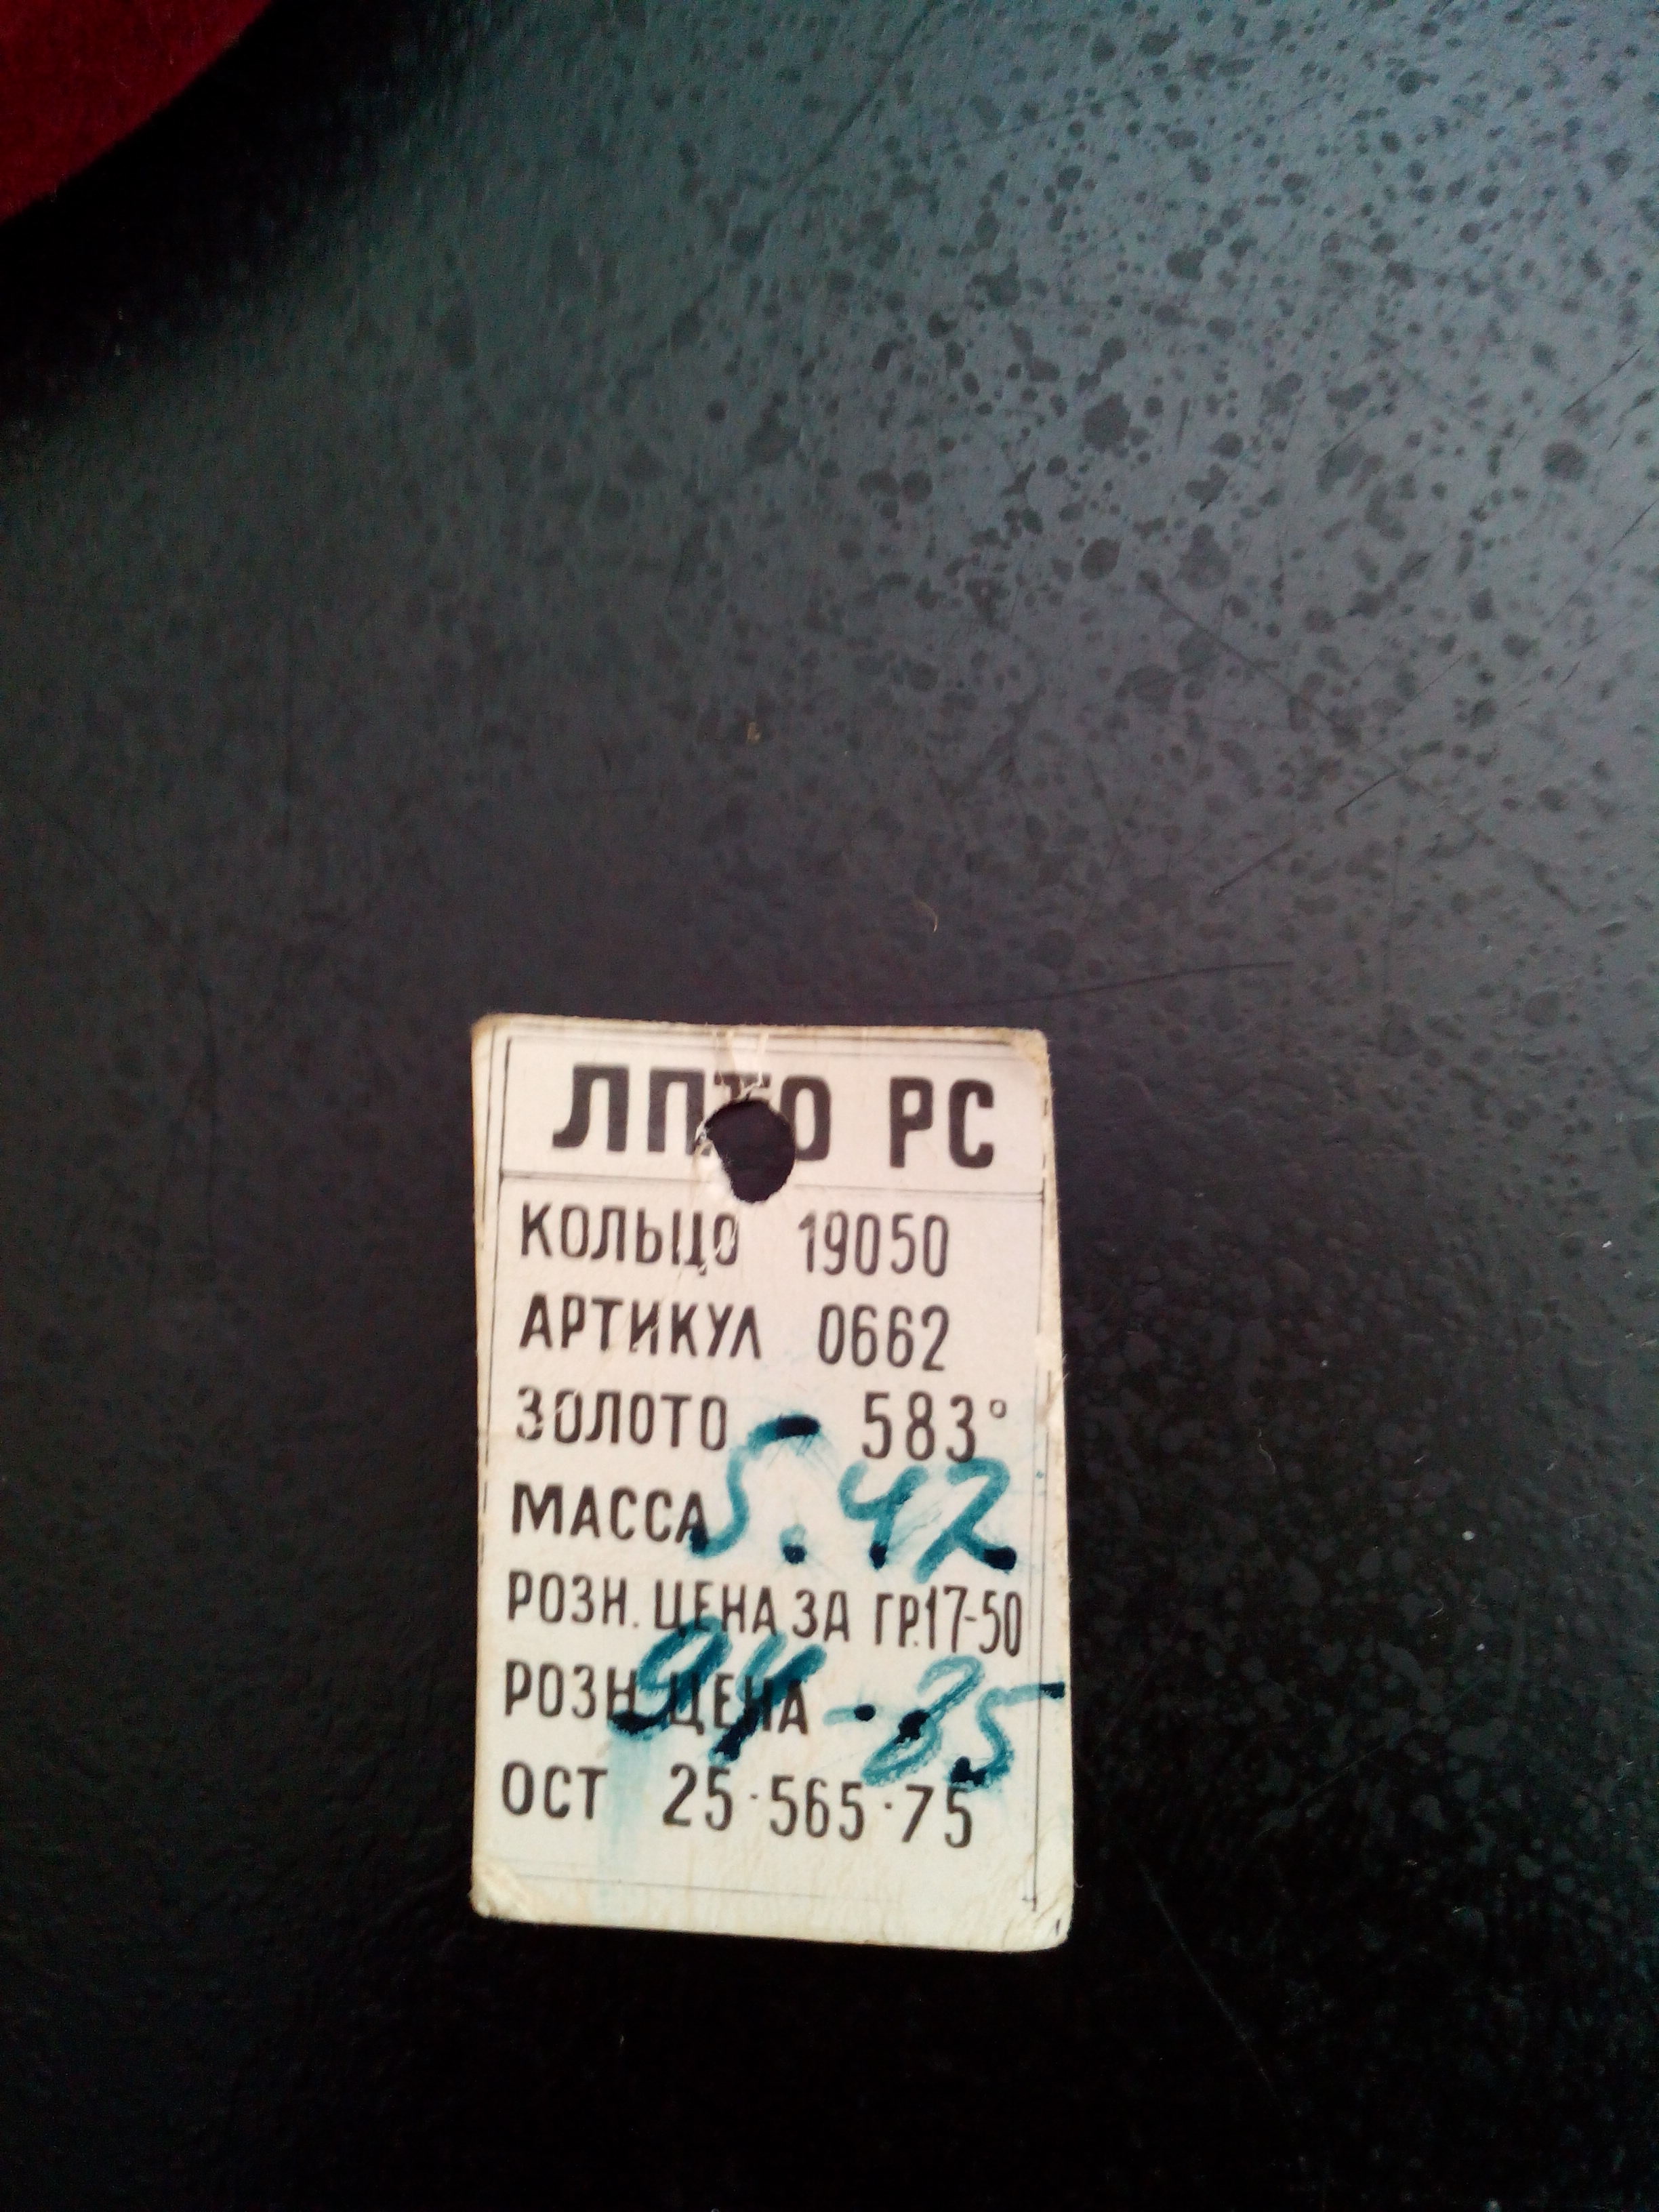 ЛПТО РС
КОЛЬЦО 19050
АРТИКУЛ 0662
ЗОЛОТО 583°
МАССА 5.42
РОЗН. ЦЕНА ЗА ГР.17-50
РОЗН.ЦЕНА 94-85
ОСТ 25·565·75